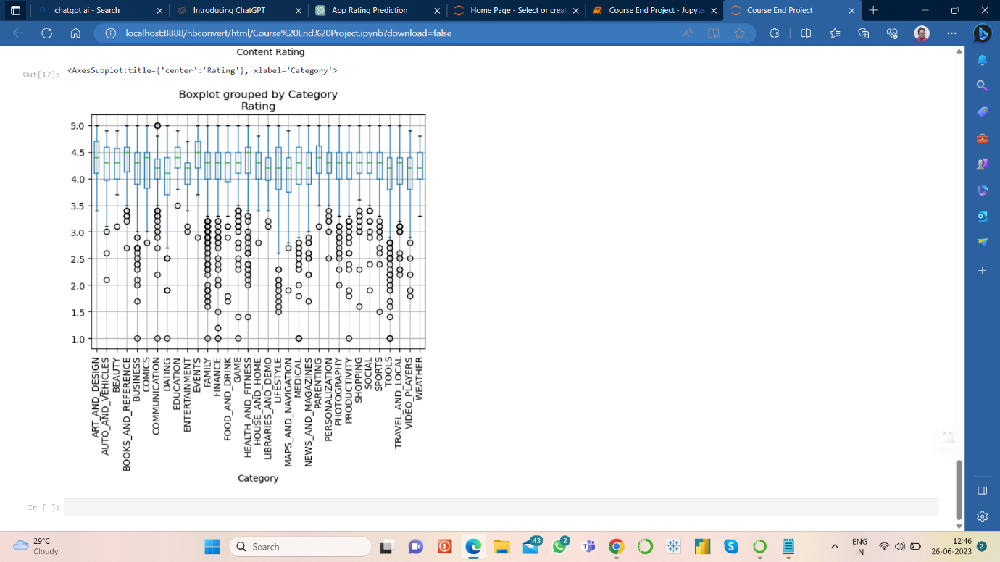 chatgpt ai - Search
Introducing ChatGPT
App Rating Prediction
Home Page - Select or creat
Course End Project - Jupyte
Course End Project
localhost:8888/nbconvert/html/Course%20End%20Project.ipynb?download=false
Content Rating
Out[17]: <AxesSubplot:title={'center':'Rating'}, xlabel='Category'>
Boxplot grouped by Category
Rating
5.0
4.5
4.0
3.5
3.0
2.5
2.0
1.5
1.0
ART_AND_DESIGN
AUTO_AND_VEHICLES
BEAUTY
BOOKS_AND_REFERENCE
BUSINESS
COMICS
COMMUNICATION
DATING
EDUCATION
ENTERTAINMENT
EVENTS
FAMILY
FINANCE
FOOD_AND_DRINK
GAME
HEALTH_AND_FITNESS
HOUSE_AND_HOME
LIBRARIES_AND_DEMO
LIFESTYLE
MAPS_AND_NAVIGATION
MEDICAL
NEWS_AND_MAGAZINES
PARENTING
PERSONALIZATION
PHOTOGRAPHY
PRODUCTIVITY
SHOPPING
SOCIAL
SPORTS
TOOLS
TRAVEL_AND_LOCAL
VIDEO_PLAYERS
WEATHER
Category
In [ ]:
29°C
Cloudy
Search
43
2
ENG
IN
12:46
26-06-2023
2